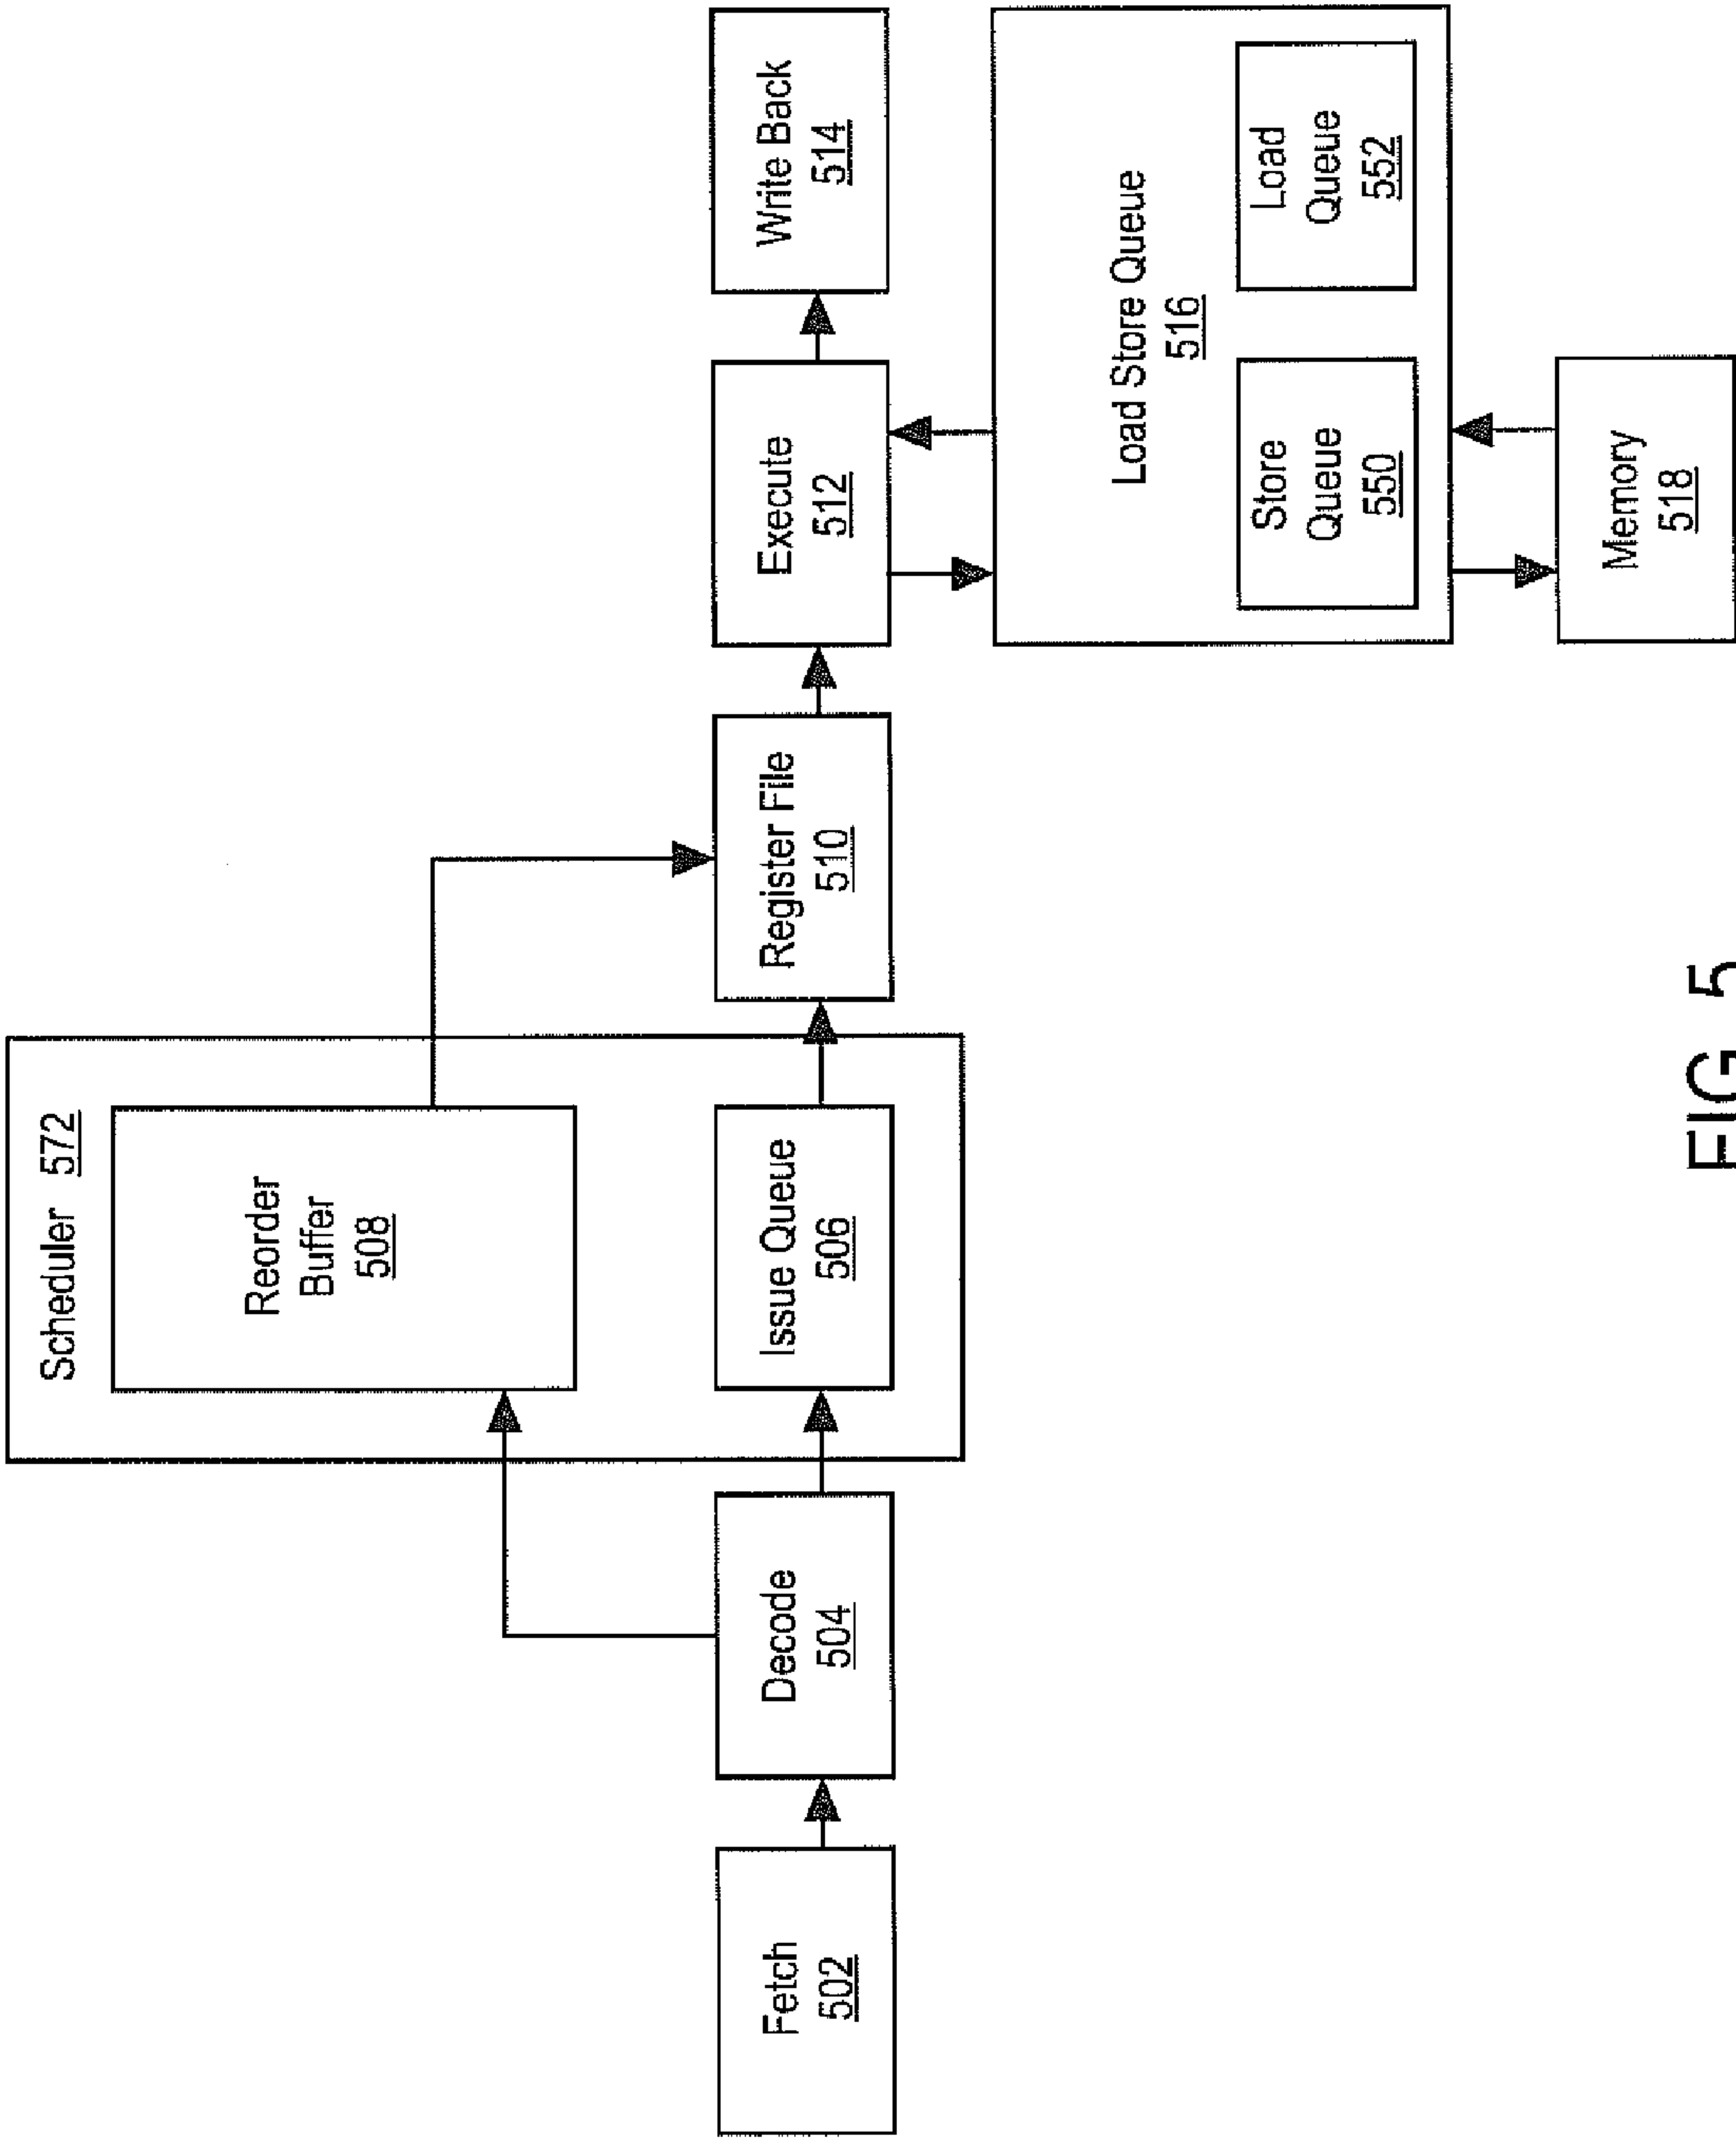 Scheduler 572
Reorder
Buffer
508
Fetch
502
Decode
504
Issue Queue
506
Register File
510
Execute
512
Write Back
514
Load Store Queue
516
Store
Queue
550
Load
Queue
552
Memory
518
FIG. 5